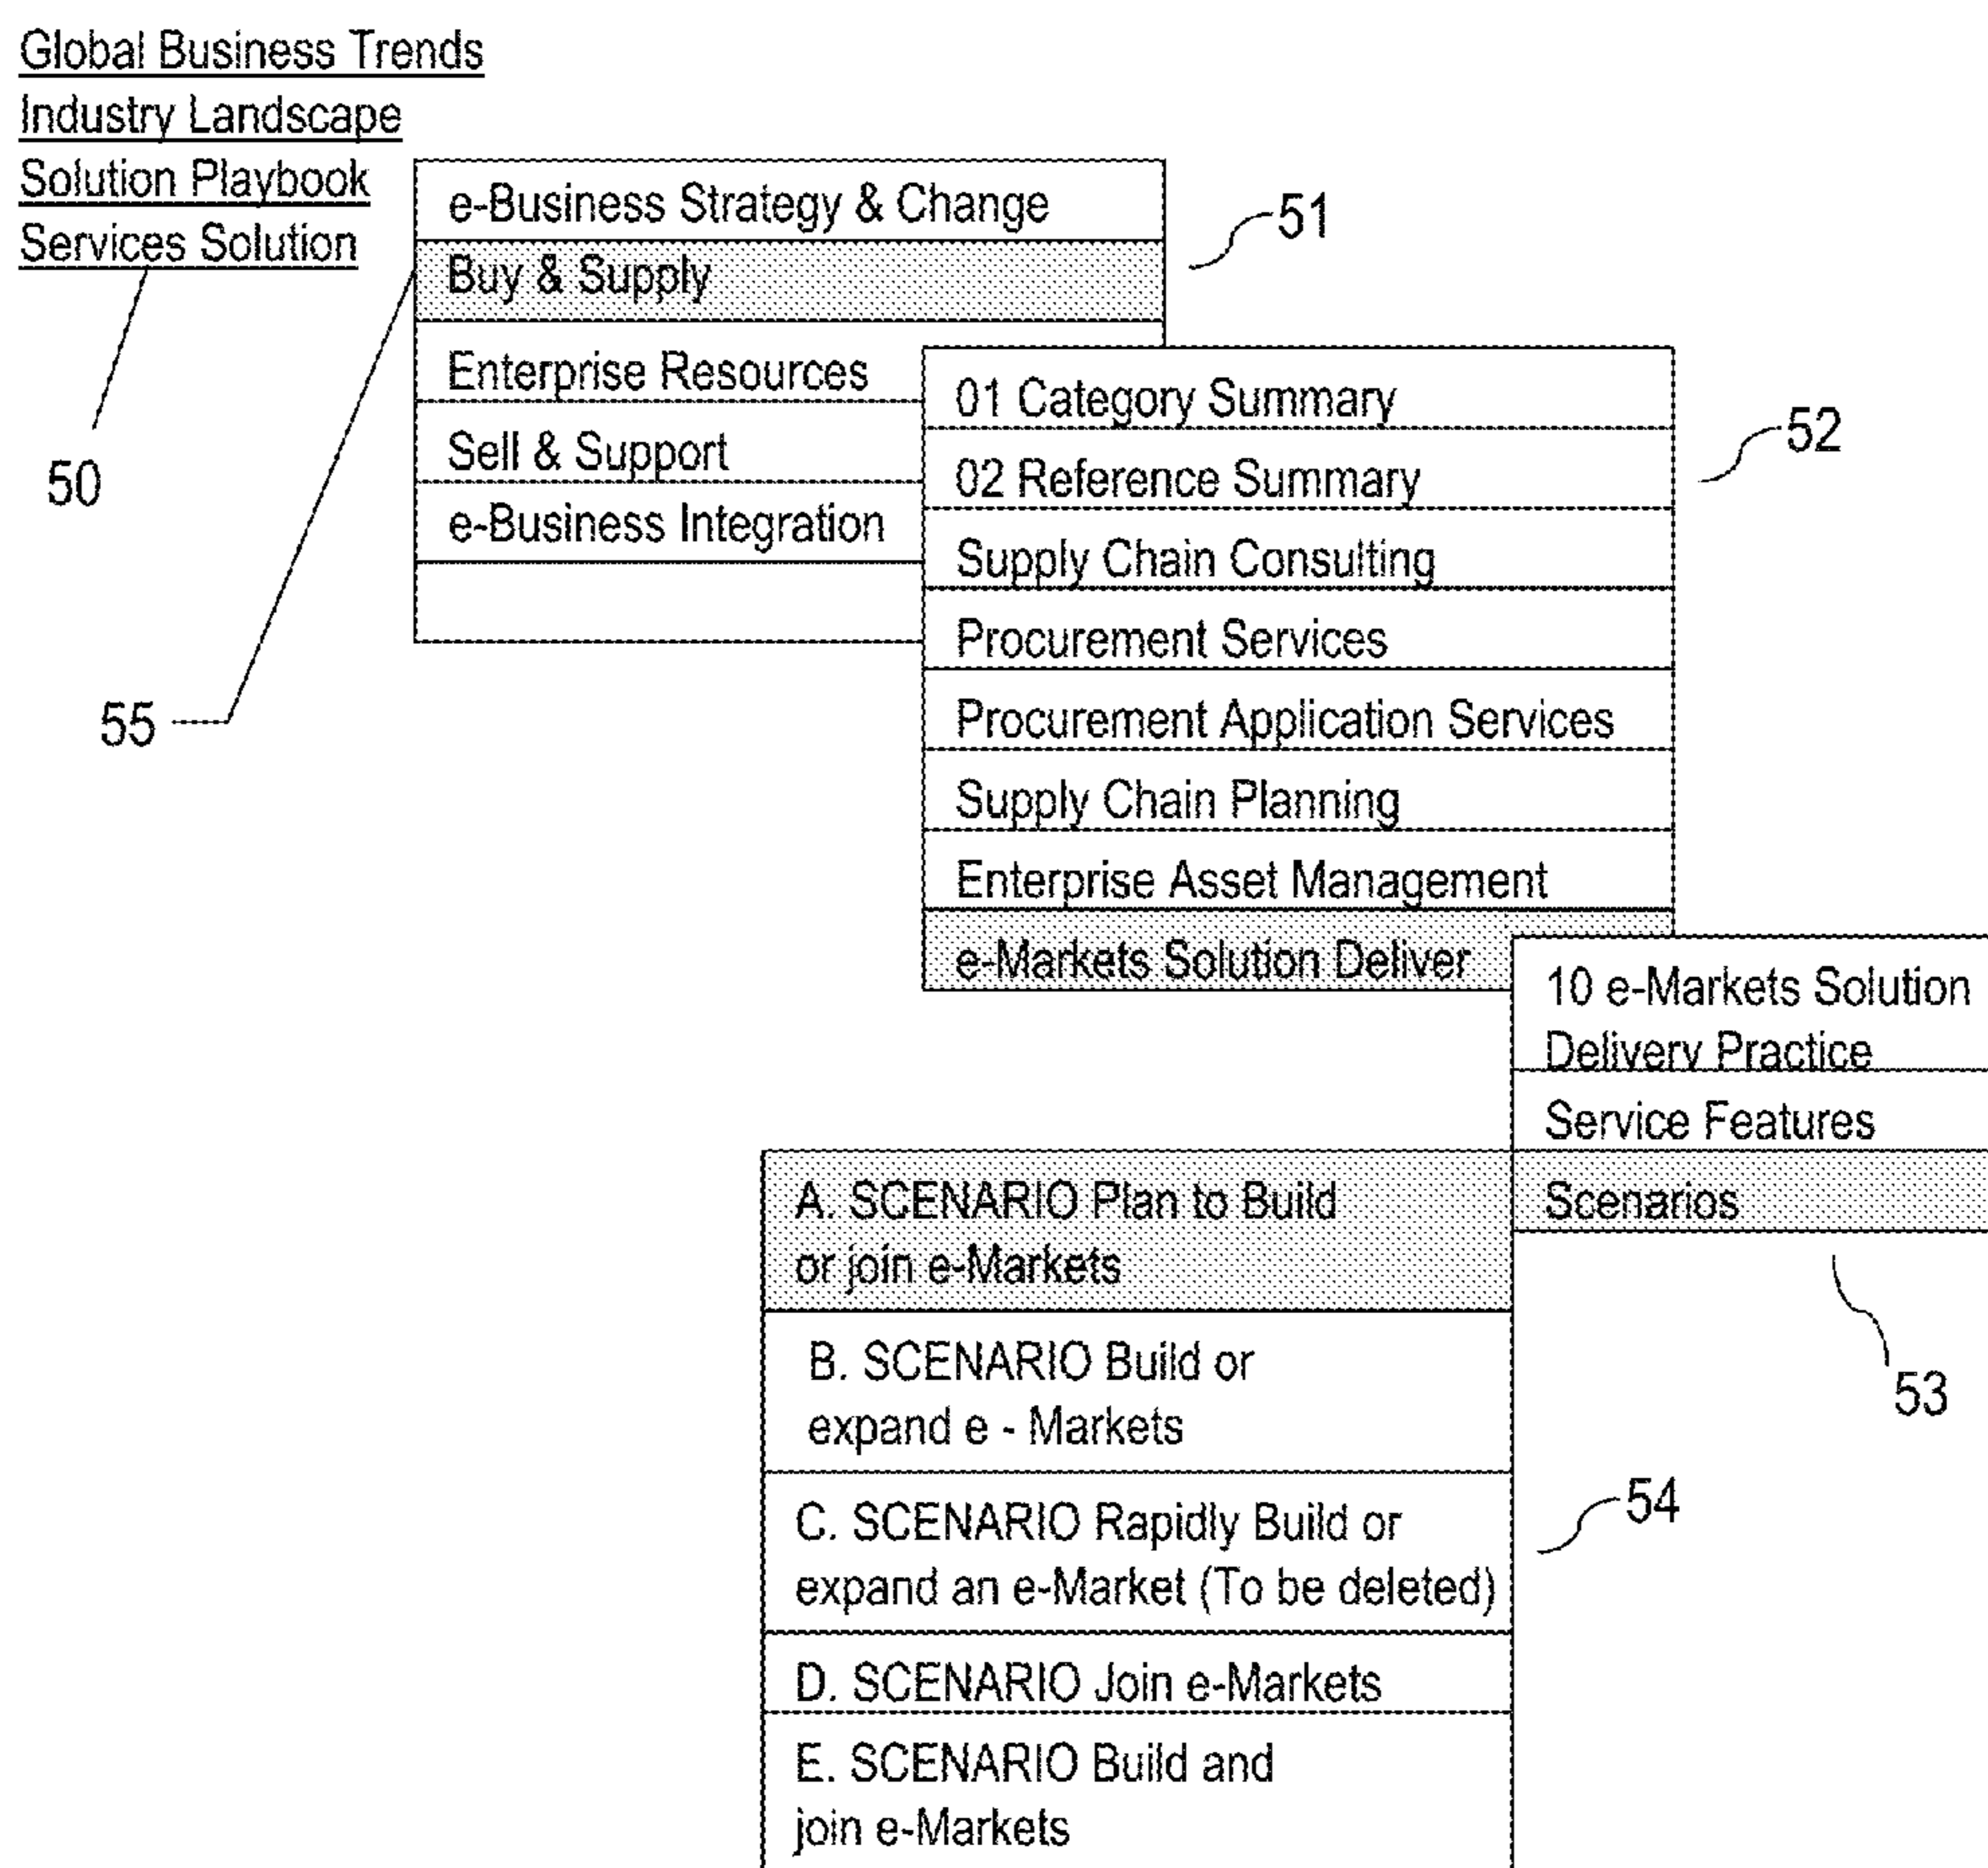 Global Business Trends
Industry Landscape
Solution Playbook
Services Solution
50
55
e-Business Strategy & Change
Buy & Supply
Enterprise Resources
Sell & Support
e-Business Integration
51
01 Category Summary
02 Reference Summary
Supply Chain Consulting
Procurement Services
Procurement Application Services
Supply Chain Planning
Enterprise Asset Management
e-Markets Solution Deliver
52
10 e-Markets Solution
Delivery Practice
Service Features
Scenarios
53
A. SCENARIO Plan to Build
or join e-Markets
B. SCENARIO Build or
expand e - Markets
C. SCENARIO Rapidly Build or
expand an e-Market (To be deleted)
D. SCENARIO Join e-Markets
E. SCENARIO Build and
join e-Markets
54